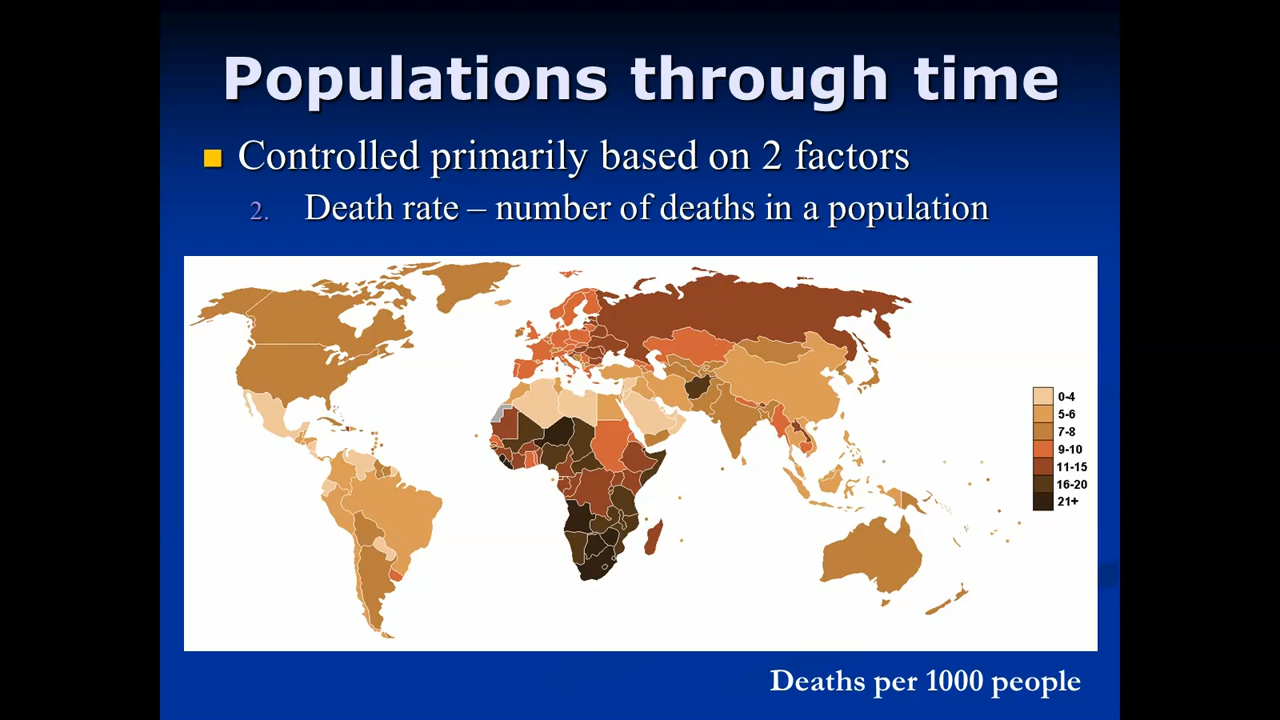 Populations through time
Controlled primarily based on 2 factors
2. Death rate – number of deaths in a population
0-4
5-6
7-8
9-10
11-15
16-20
21+
Deaths per 1000 people